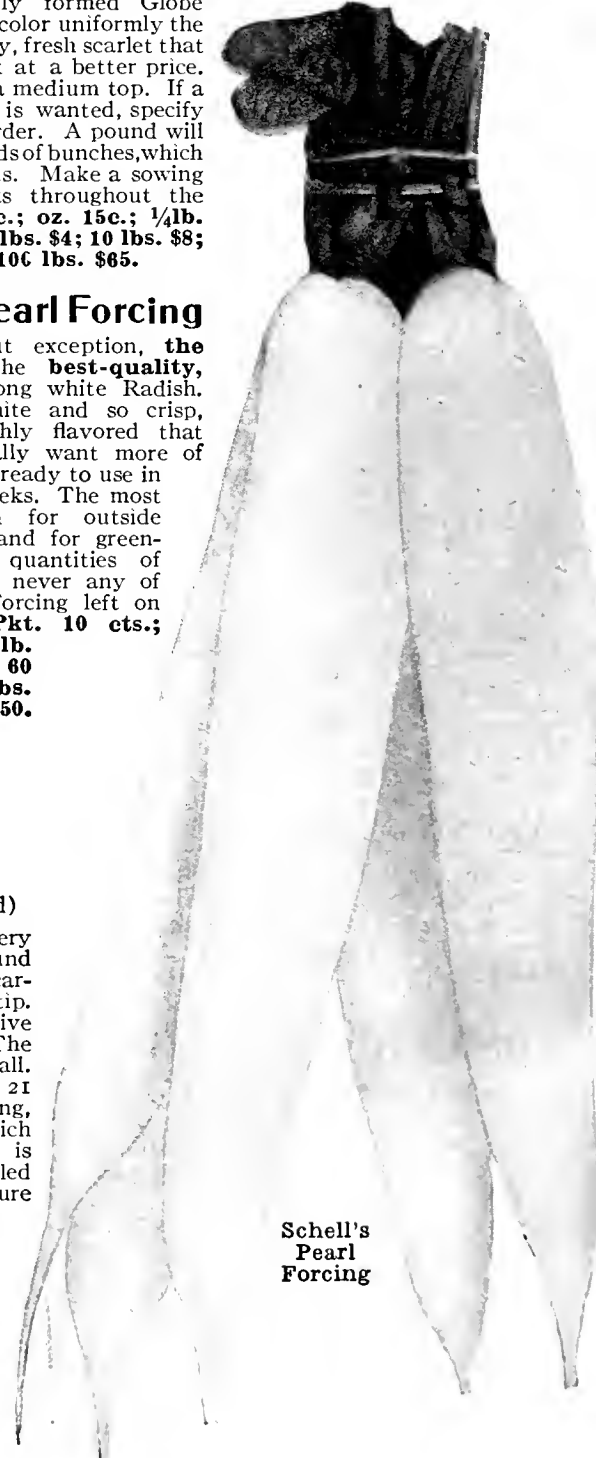 ly formed Globe
color uniformly the
y, fresh scarlet that
at a better price.
medium top. If a
is wanted, specify
der. A pound will
ds of bunches,which
s. Make a sowing
s throughout the
c.; oz. 15c.; ¼lb.
lbs. $4; 10 lbs. $8;
10C lbs. $65.
earl Forcing
t exception, the
he best-quality,
ong white Radish.
ite and so crisp,
hly flavored that
lly want more of
ready to use in
eks. The most
for outside
and for green-
quantities of
never any of
orcing left on
Pkt. 10 cts.;
lb.
60
bs.
50.
d)
ery
und
car-
tip.
ive
The
all.
21
ng,
ich
is
led
ure
Schell's
Pearl
Forcing